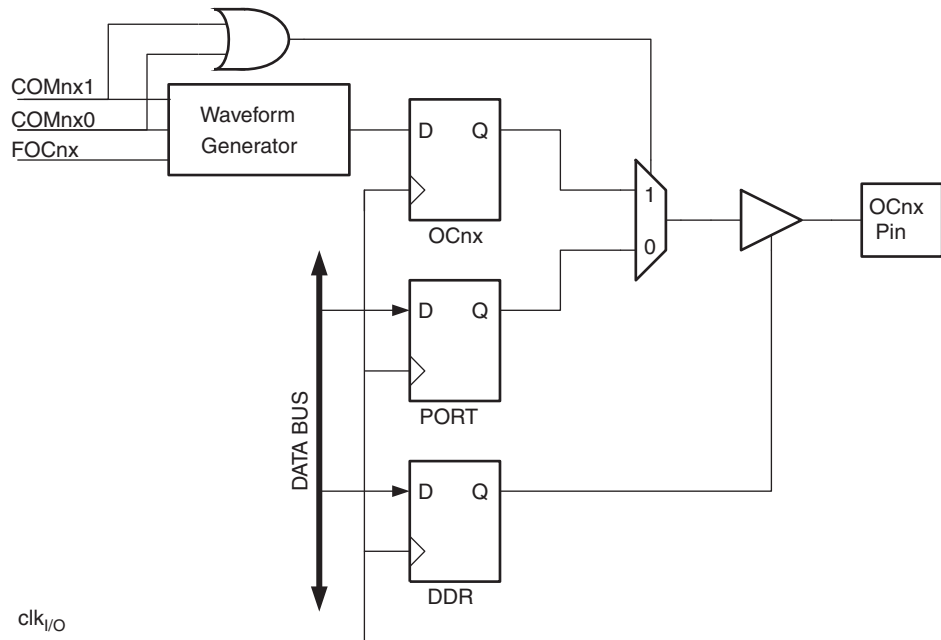 COMnx1
COMnx0
FOCnx
Waveform
Generator
D Q
OCnx
1
0
OCnx
Pin
D Q
PORT
DATA BUS
D Q
DDR
clkI/O